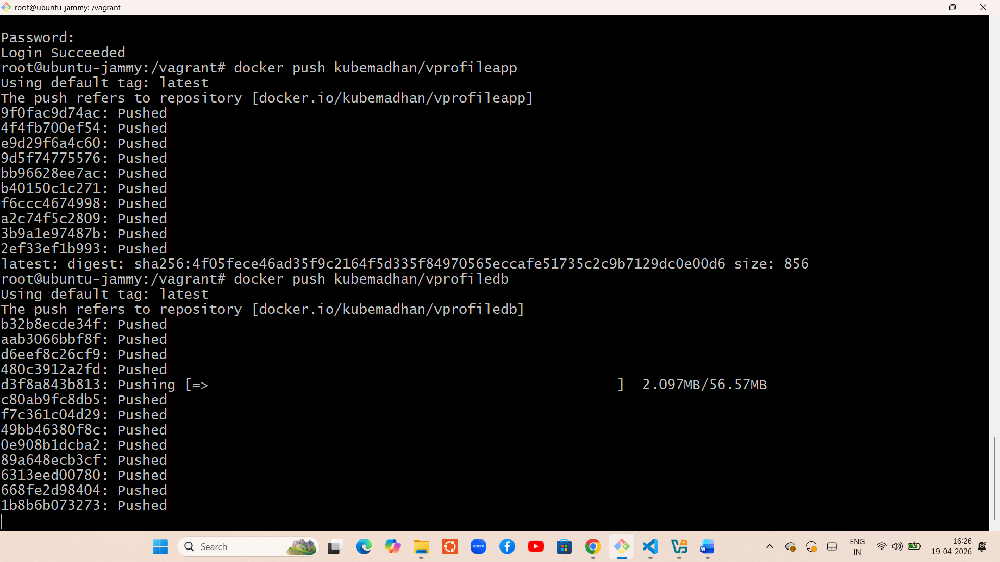 root@ubuntu-jammy: /vagrant
Password:
Login Succeeded
root@ubuntu-jammy:/vagrant# docker push kubemadhan/vprofileapp
Using default tag: latest
The push refers to repository [docker.io/kubemadhan/vprofileapp]
9f0fac9d74ac: Pushed
4f4fb700ef54: Pushed
e9d29f6a4c60: Pushed
9d5f74775576: Pushed
bb96628ee7ac: Pushed
b40150c1c271: Pushed
f6ccc4674998: Pushed
a2c74f5c2809: Pushed
3b9a1e97487b: Pushed
2ef33ef1b993: Pushed
latest: digest: sha256:4f05fece46ad35f9c2164f5d335f84970565eccafe51735c2c9b7129dc0e00d6 size: 856
root@ubuntu-jammy:/vagrant# docker push kubemadhan/vprofiledb
Using default tag: latest
The push refers to repository [docker.io/kubemadhan/vprofiledb]
b32b8ecde34f: Pushed
aab3066bbf8f: Pushed
d6eef8c26cf9: Pushed
480c3912a2fd: Pushed
d3f8a843b813: Pushing [=>                                                 ]  2.097MB/56.57MB
c80ab9fc8db5: Pushed
f7c361c04d29: Pushed
49bb46380f8c: Pushed
0e908b1dcba2: Pushed
89a648ecb3cf: Pushed
6313eed00780: Pushed
668fe2d98404: Pushed
1b8b6b073273: Pushed
Search
zoom
ENG
IN
16:26
19-04-2026